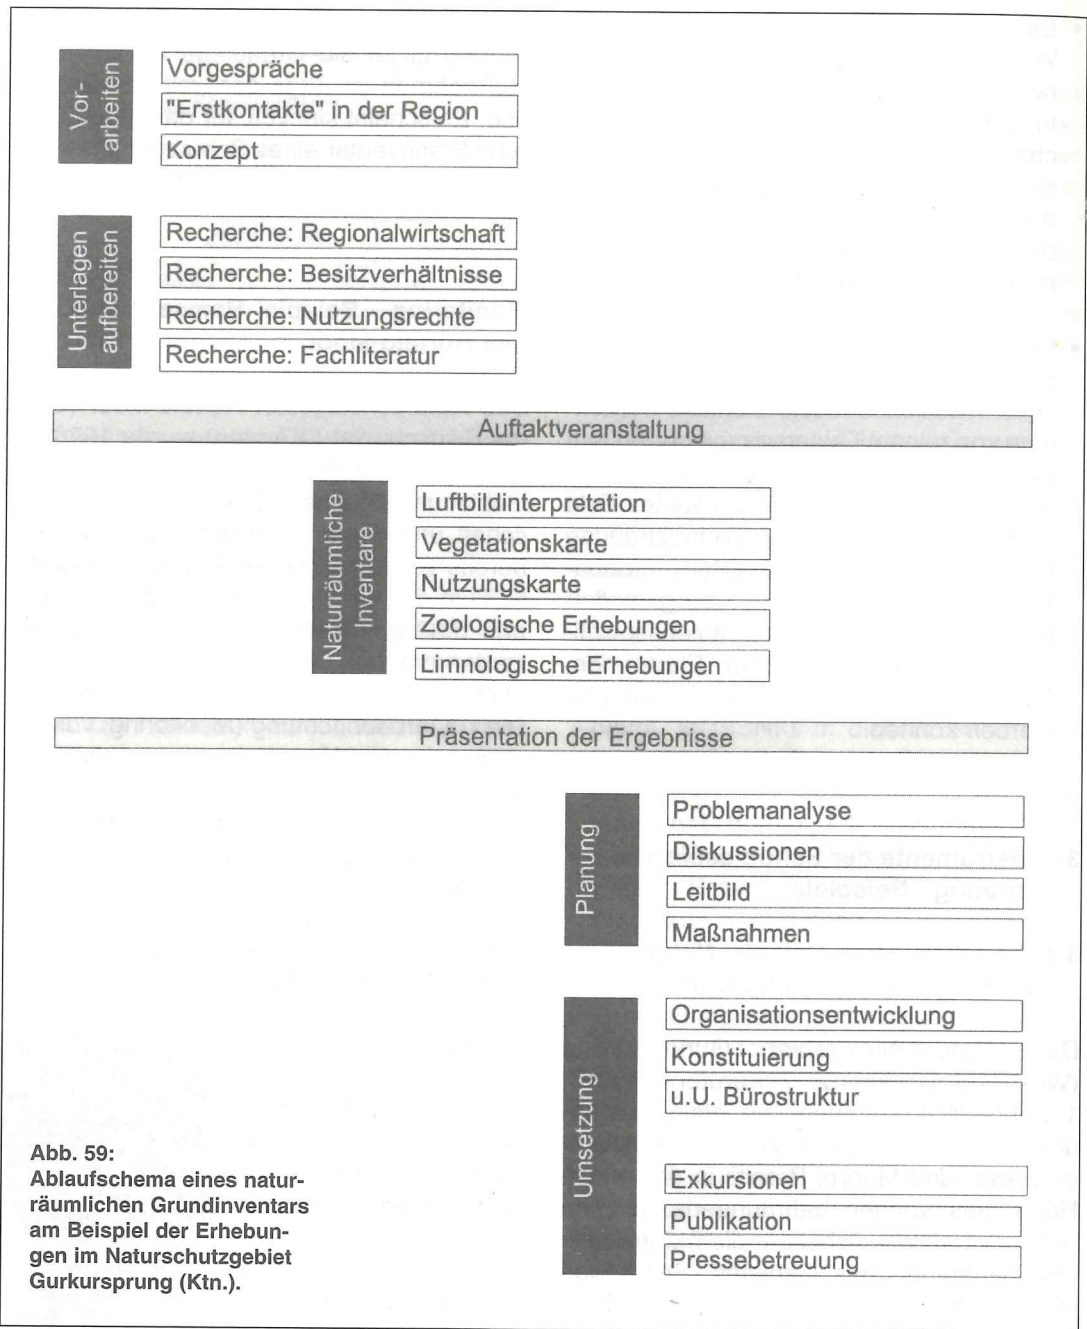 Vor-
arbeiten
Vorgespräche
"Erstkontakte" in der Region
Konzept
Unterlagen
aufbereiten
Recherche: Regionalwirtschaft
Recherche: Besitzverhältnisse
Recherche: Nutzungsrechte
Recherche: Fachliteratur
Auftaktveranstaltung
Naturräumliche
Inventare
Luftbildinterpretation
Vegetationskarte
Nutzungskarte
Zoologische Erhebungen
Limnologische Erhebungen
Präsentation der Ergebnisse
Planung
Problemanalyse
Diskussionen
Leitbild
Maßnahmen
Umsetzung
Organisationsentwicklung
Konstituierung
u.U. Bürostruktur
Exkursionen
Publikation
Pressebetreuung
Abb. 59:
Ablaufschema eines natur-
räumlichen Grundinventars
am Beispiel der Erhebun-
gen im Naturschutzgebiet
Gurkursprung (Ktn.).